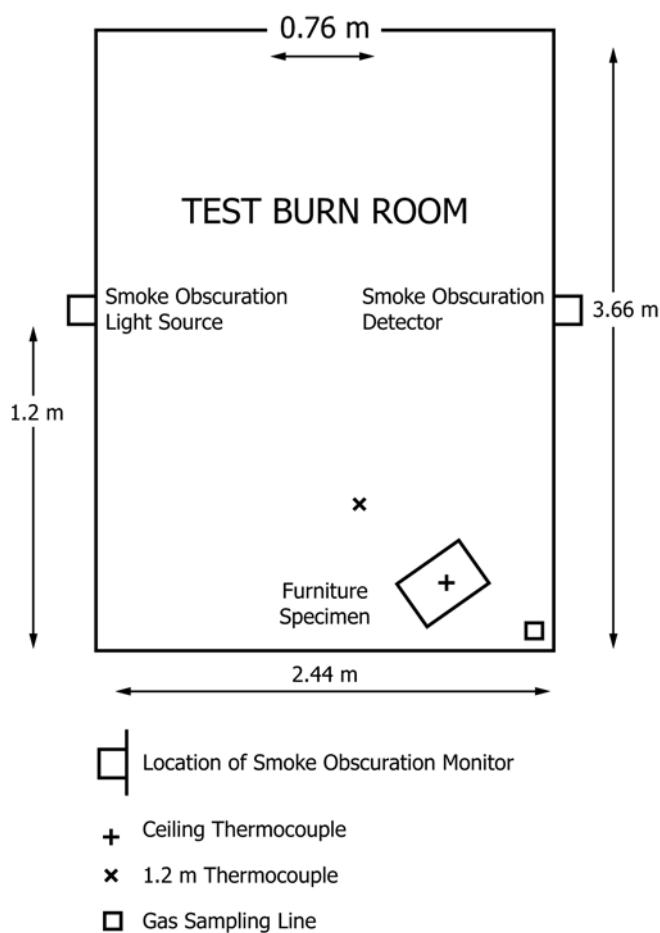 0.76 m
TEST BURN ROOM
Smoke Obscuration
Light Source
Smoke Obscuration
Detector
3.66 m
1.2 m
Furniture
Specimen
2.44 m
Location of Smoke Obscuration Monitor
Ceiling Thermocouple
1.2 m Thermocouple
Gas Sampling Line